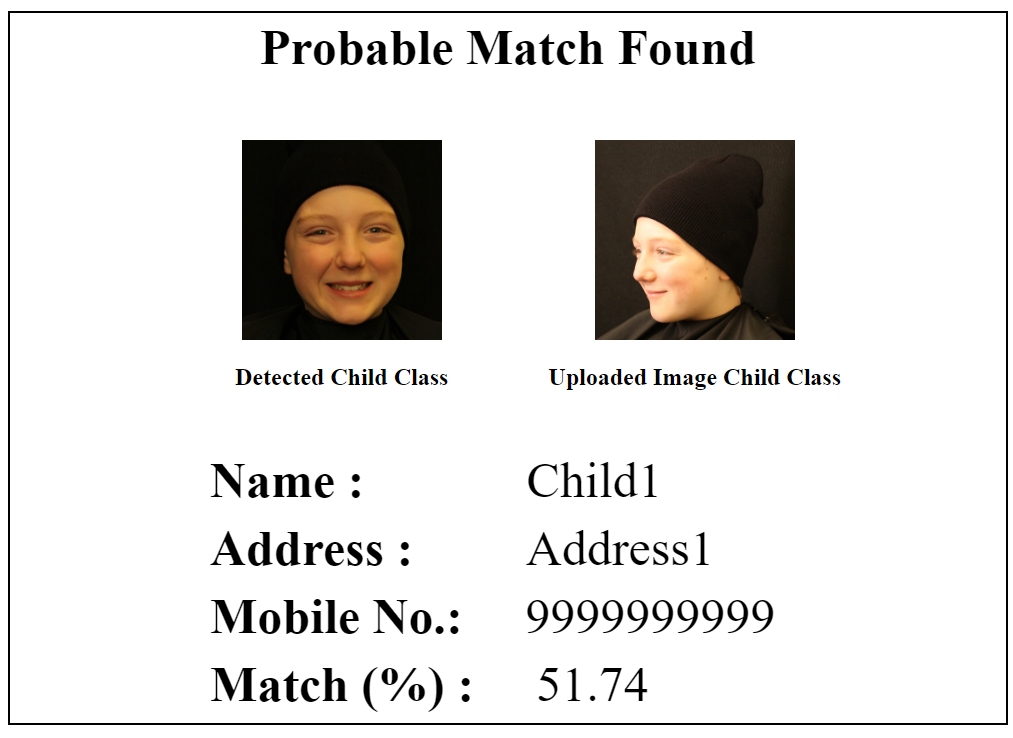 Probable Match Found
Detected Child Class
Uploaded Image Child Class
Name : Child1
Address : Address1
Mobile No.: 9999999999
Match (%) : 51.74